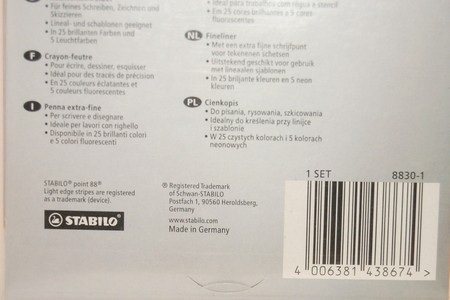 • Für feines Schreiben, Zeichnen und
Skizzieren
• Lineal- und schablonen geeignet
• In 25 brillanten Farben und
5 Leuchtfarben
F Crayon-feutre
• Pour écrire, dessiner, esquisser
• Idéal pour des tracés de précision
• En 25 couleurs éclatantes et
5 couleurs fluorescentes
I Penna extra-fine
• Per scrivere e disegnare
• Ideale per lavori con righello
• Disponibile in 25 brillanti colori
e 5 colori fluorescenti
• Ideal para trabalhar com régua e stencil
• Em 25 cores brilhantes a 5 cores
fluorescentes
NL Fineliner
• Met een extra fijne schrijfpunt
voor tekenenen schetsen
• Uitstekend geschikt voor gebruik
met linealen sjablonen
• In 25 briljante kleuren en 5 neon
kleuren
PL Cienkopis
• Do pisania, rysowania, szkicowania
• Idealny do kreślenia przy linijce
i szablonie
• W 25 czystych kolorach i 5 kolorach
neonowych
STABILO® point 88®
Light edge stripes are registered
as a trademark (device).
STABILO®
® Registered Trademark
of Schwan-STABILO
Postfach 1, 90560 Heroldsberg,
Germany
www.stabilo.com
Made in Germany
1 SET 8830-1
4 006381 438674 >